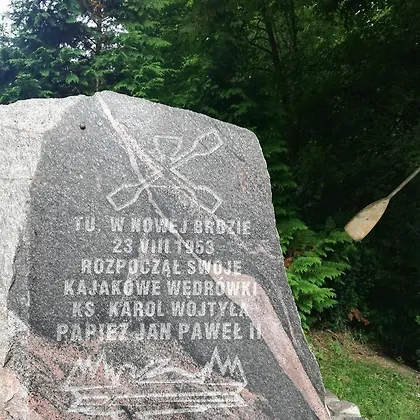 TU, W NOWEJ BRDZIE
23 VIII 1953
ROZPOCZĄŁ SWOJE
KAJAKOWE WĘDRÓWKI
KS. KAROL WOJTYŁA
PAPIEŻ JAN PAWEŁ II